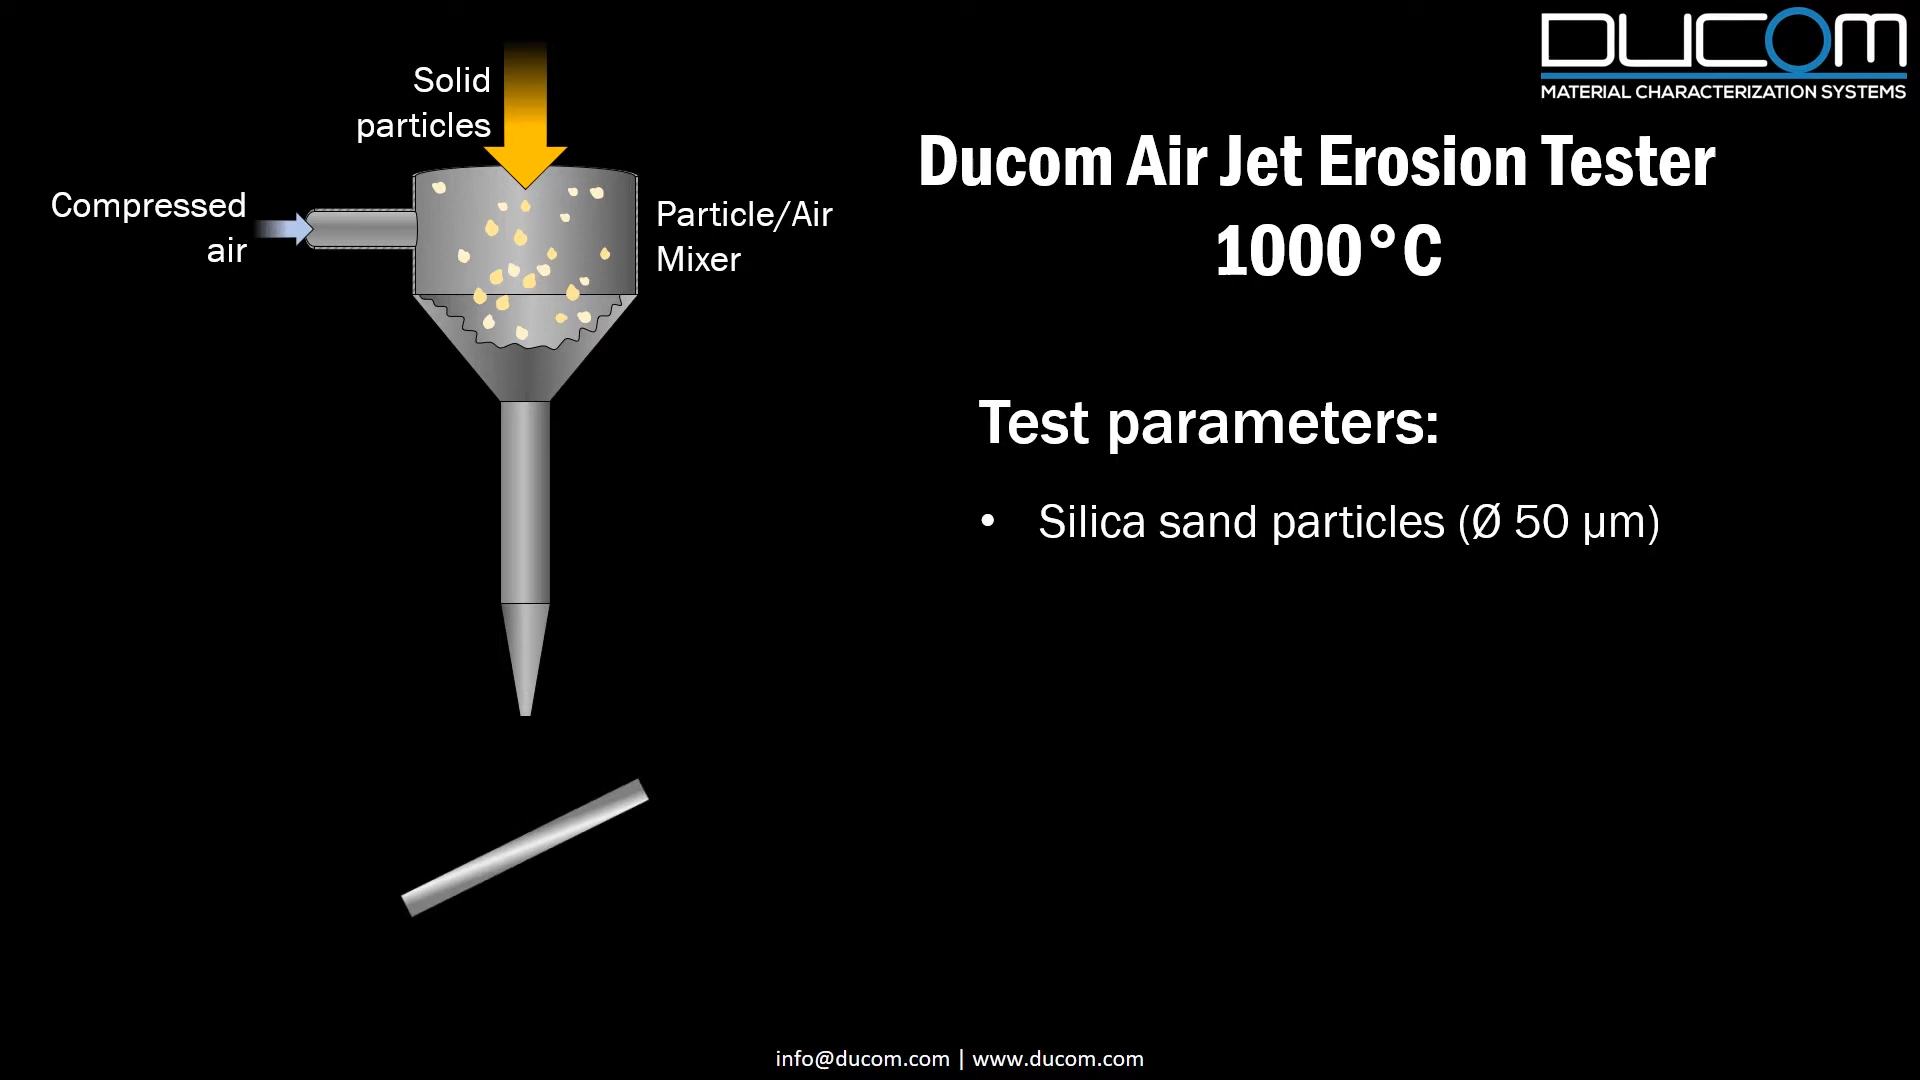 DUCOM
MATERIAL CHARACTERIZATION SYSTEMS
Solid
particles
Compressed
air
Particle/Air
Mixer
Ducom Air Jet Erosion Tester
1000°C
Test parameters:
• Silica sand particles (Ø 50 µm)
info@ducom.com | www.ducom.com